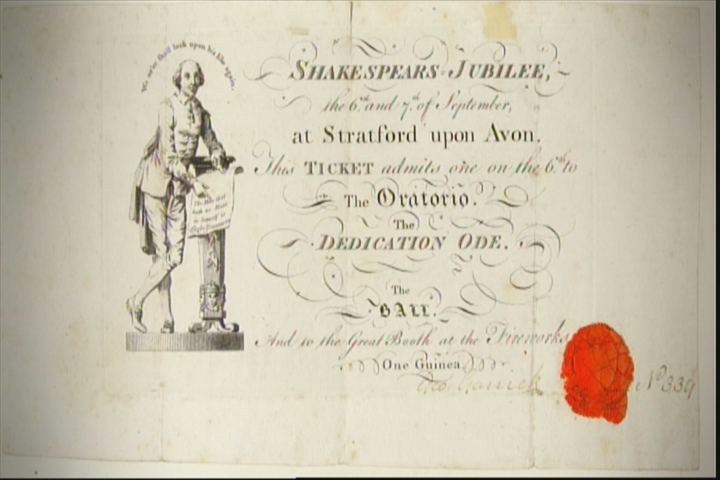 We ne'er shall look upon his like again.
SHAKESPEARS JUBILEE,
the 6th and 7th of September,
at Stratford upon Avon.
This TICKET admits one on the 6th to
The Oratorio.
The
DEDICATION ODE.
The
BALL.
And to the Great Booth at the Fireworks
One Guinea.
Geo. Garrick
No 339